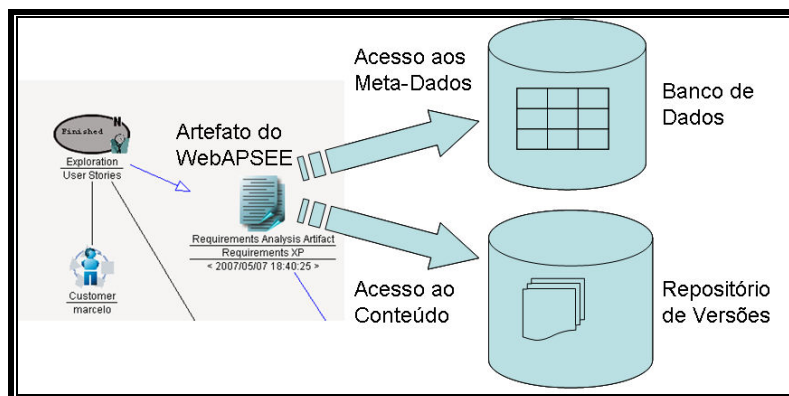 Acesso aos
Meta-Dados
Banco de
Dados
Finished
N
Artefato do
WebAPSEE
Exploration
User Stories
Requirements Analysis Artifact
Requirements XP
< 2007/05/07 18:40:25 >
Customer
marcelo
Acesso ao
Conteúdo
Repositório
de Versões